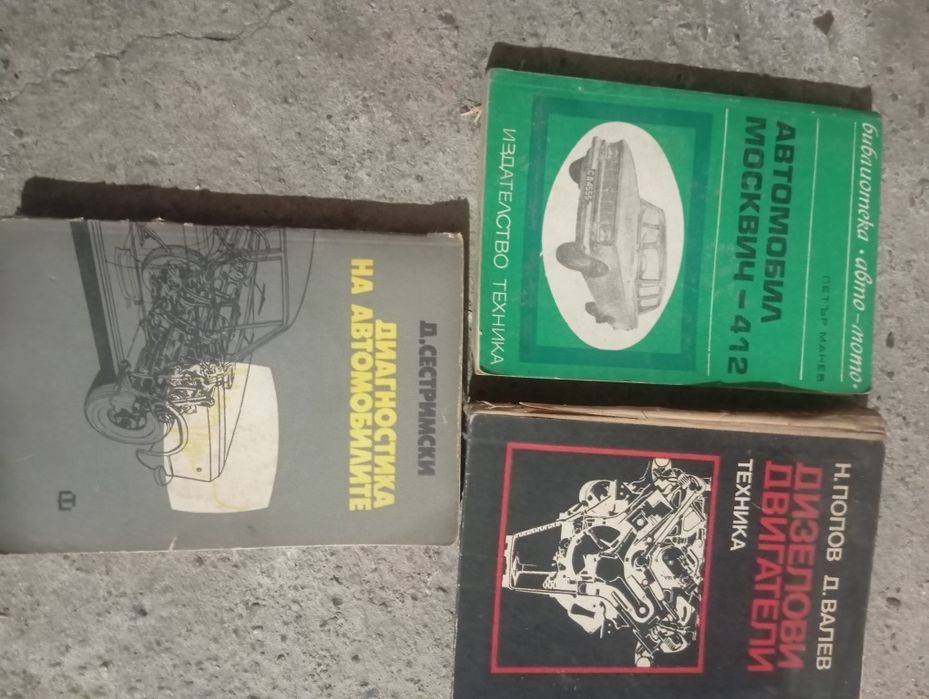 Д. СЕСТРИМСКИ
ДИАГНОСТИКА
НА АВТОМОБИЛИТЕ
библиотека • авто-мото •
ПЕТЪР МАНЕВ
АВТОМОБИЛ
МОСКВИЧ-412
ИЗДАТЕЛСТВО ТЕХНИКА
Н. ПОПОВ Д. ВАЛЕВ
ДИЗЕЛОВИ
ДВИГАТЕЛИ
ТЕХНИКА